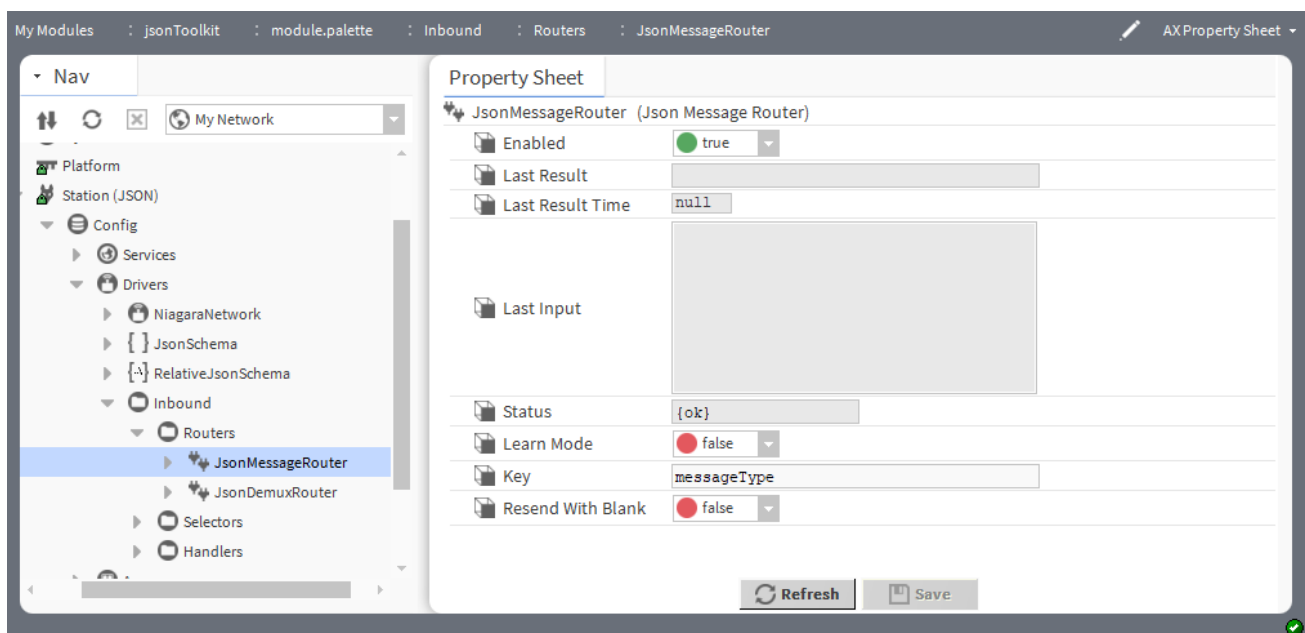 My Modules : jsonToolkit : module.palette : Inbound : Routers : JsonMessageRouter AX Property Sheet
Nav
My Network
Platform
Station (JSON)
Config
Services
Drivers
NiagaraNetwork
{ } JsonSchema
RelativeJsonSchema
Inbound
Routers
JsonMessageRouter
JsonDemuxRouter
Selectors
Handlers
Property Sheet
JsonMessageRouter (Json Message Router)
Enabled true
Last Result
Last Result Time null
Last Input
Status {ok}
Learn Mode false
Key messageType
Resend With Blank false
Refresh Save